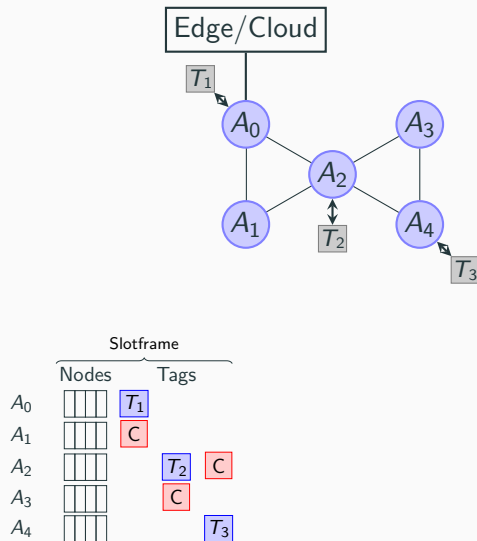 Edge/Cloud
T1
A0 A3
A2
A1 A4
T2
T3
Slotframe
Nodes Tags
A0 T1
A1 C
A2 T2 C
A3 C
A4 T3